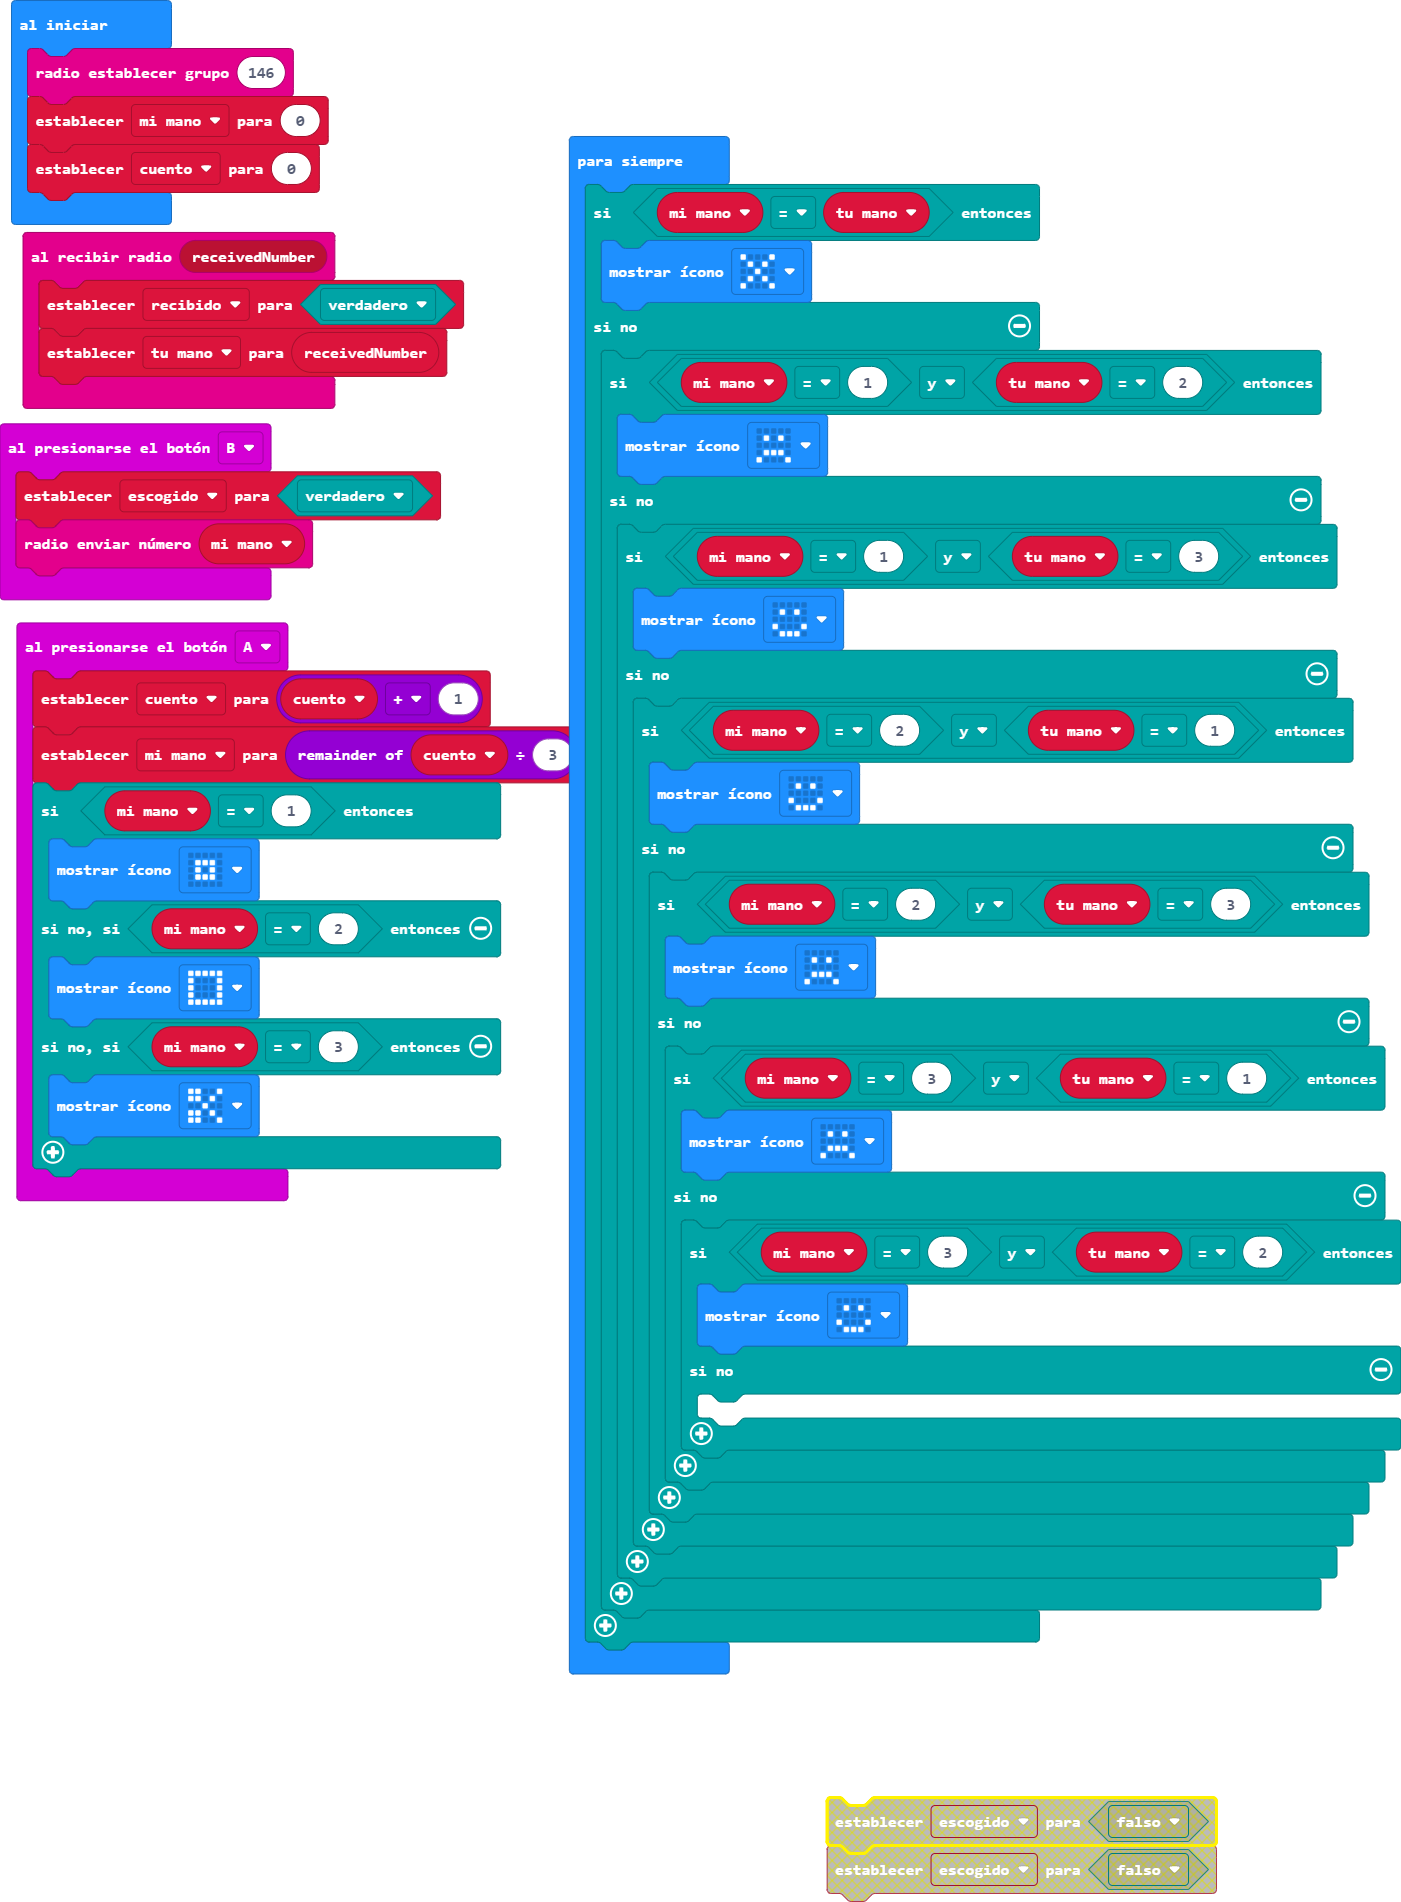 al iniciar
radio establecer grupo 146
establecer mi mano para 0
establecer cuento para 0
al recibir radio receivedNumber
establecer recibido para verdadero
establecer tu mano para receivedNumber
al presionarse el botón B
establecer escogido para verdadero
radio enviar número mi mano
al presionarse el botón A
establecer cuento para cuento + 1
establecer mi mano para remainder of cuento ÷ 3
si mi mano = 1 entonces
mostrar ícono
si no, si mi mano = 2 entonces
mostrar ícono
si no, si mi mano = 3 entonces
mostrar ícono
para siempre
si mi mano = tu mano entonces
mostrar ícono
si no
si mi mano = 1 y tu mano = 2 entonces
mostrar ícono
si no
si mi mano = 1 y tu mano = 3 entonces
mostrar ícono
si no
si mi mano = 2 y tu mano = 1 entonces
mostrar ícono
si no
si mi mano = 2 y tu mano = 3 entonces
mostrar ícono
si no
si mi mano = 3 y tu mano = 1 entonces
mostrar ícono
si no
si mi mano = 3 y tu mano = 2 entonces
mostrar ícono
si no
establecer escogido para falso
establecer escogido para falso